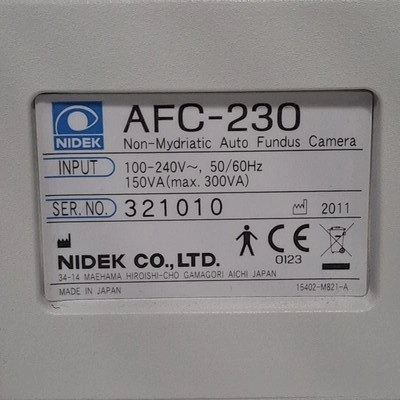 NIDEK
AFC-230
Non-Mydriatic Auto Fundus Camera
INPUT 100-240V~, 50/60Hz
150VA(max. 300VA)
SER.NO. 321010 2011
CE
0123
NIDEK CO.,LTD.
34-14 MAEHAMA HIROISHI-CHO GAMAGORI AICHI JAPAN
MADE IN JAPAN 15402-M821-A